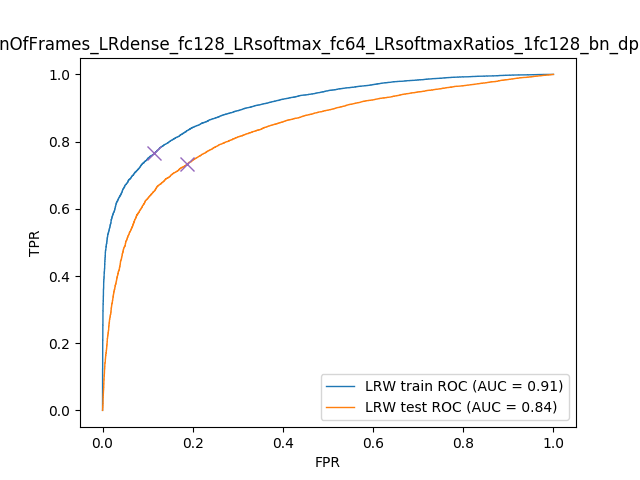 nOfFrames_LRdense_fc128_LRsoftmax_fc64_LRsoftmaxRatios_1fc128_bn_dp
1.0
0.8
0.6
0.4
0.2
0.0
TPR
LRW train ROC (AUC = 0.91)
LRW test ROC (AUC = 0.84)
0.0 0.2 0.4 0.6 0.8 1.0
FPR